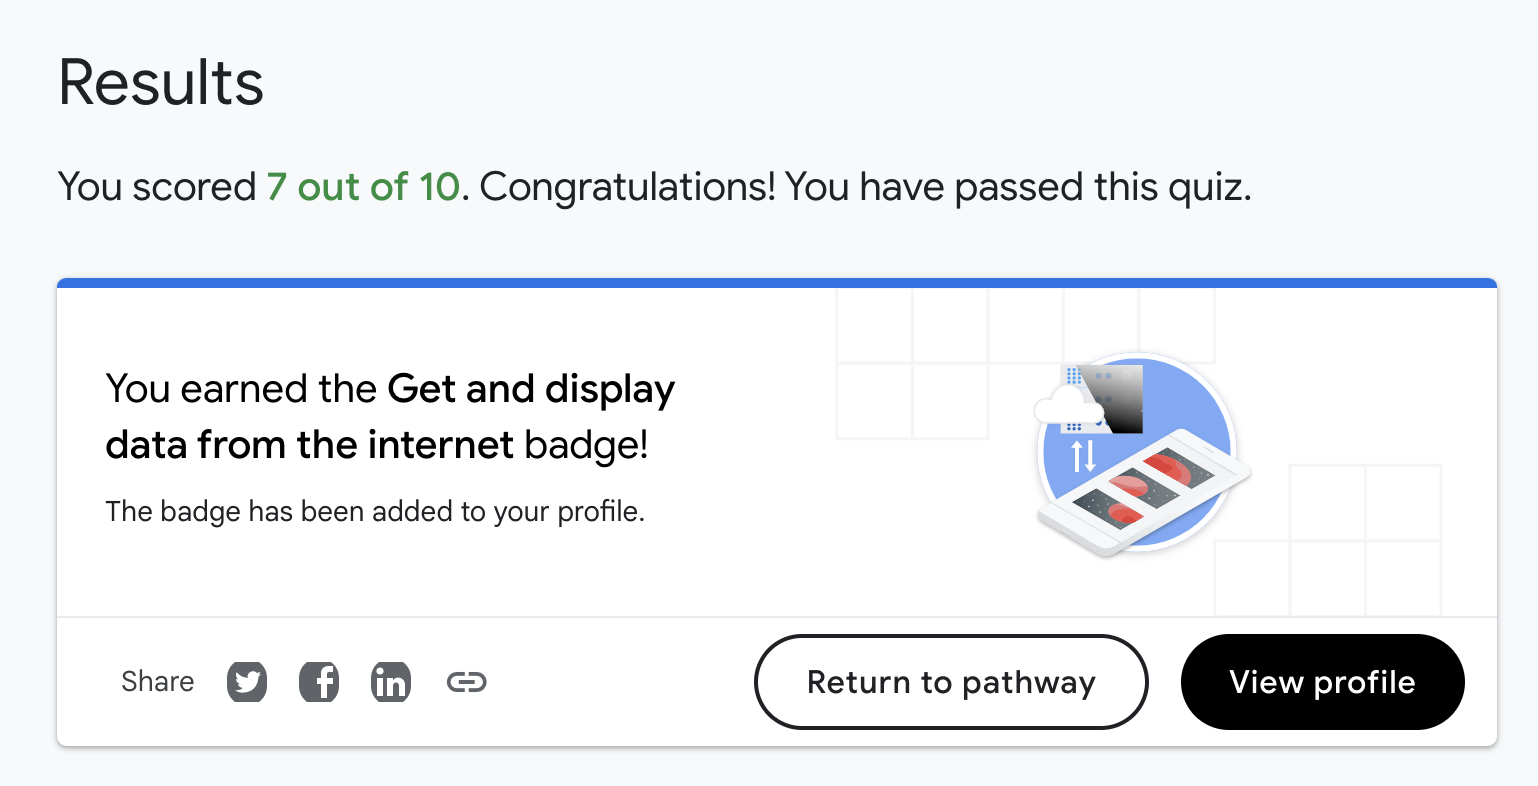 Results
You scored 7 out of 10. Congratulations! You have passed this quiz.
You earned the Get and display
data from the internet badge!
The badge has been added to your profile.
Share
Return to pathway
View profile